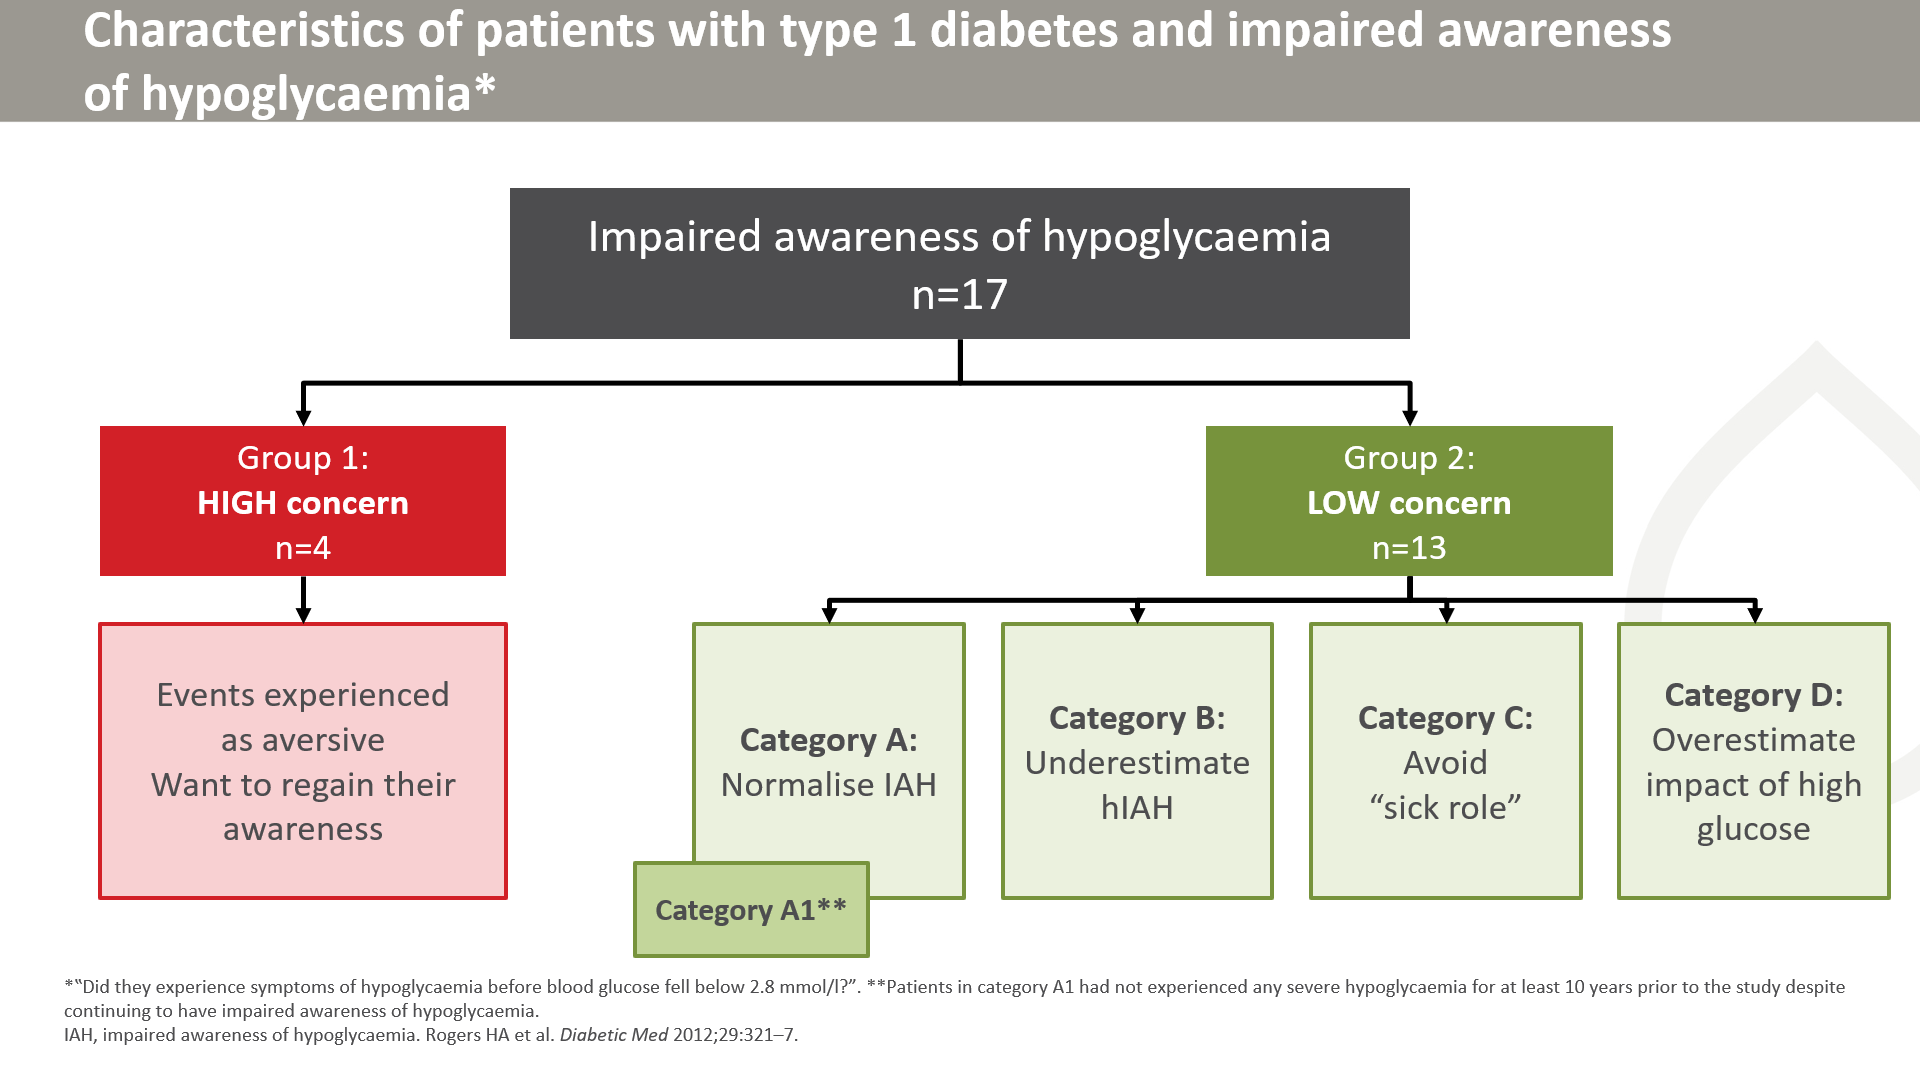 Characteristics of patients with type 1 diabetes and impaired awareness
of hypoglycaemia*
Impaired awareness of hypoglycaemia
n=17
Group 1:
HIGH concern
n=4
Group 2:
LOW concern
n=13
Events experienced
as aversive
Want to regain their
awareness
Category A:
Normalise IAH
Category A1**
Category B:
Underestimate
hIAH
Category C:
Avoid
“sick role”
Category D:
Overestimate
impact of high
glucose
*“Did they experience symptoms of hypoglycaemia before blood glucose fell below 2.8 mmol/l?”. **Patients in category A1 had not experienced any severe hypoglycaemia for at least 10 years prior to the study despite
continuing to have impaired awareness of hypoglycaemia.
IAH, impaired awareness of hypoglycaemia. Rogers HA et al. Diabetic Med 2012;29:321–7.